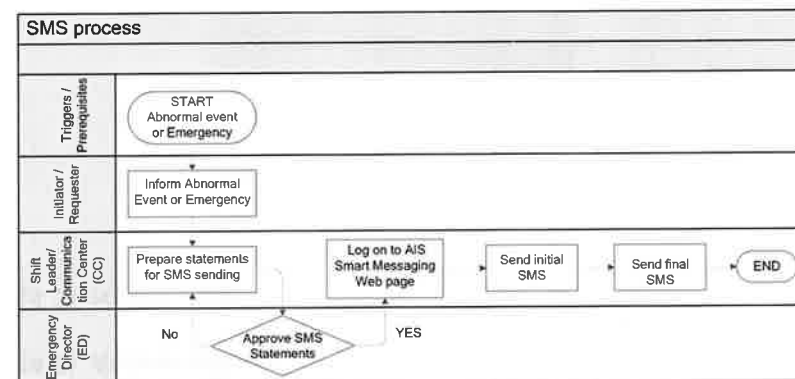 SMS process
Triggers /
Prerequisites
START
Abnormal event
or Emergency
Initiator /
Requester
Inform Abnormal
Event or Emergency
Shift
Leader/
Communica
tion Center
(CC)
Prepare statements
for SMS sending
Log on to AIS
Smart Messaging
Web page
Send initial
SMS
Send final
SMS
END
Emergency
Director
(ED)
No
Approve SMS
Statements
YES